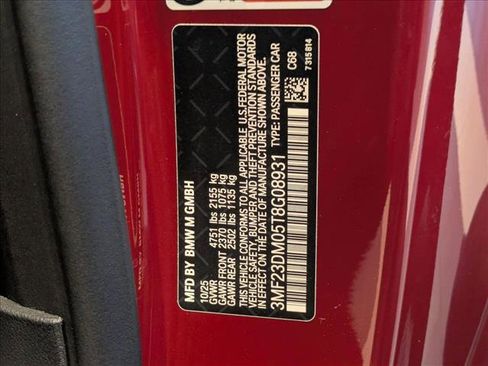 MFD BY BMW M GMBH
10/25
GVWR 4751 lbs 2155 kg
GAWR FRONT 2370 lbs 1075 kg
GAWR REAR 2502 lbs 1135 kg
THIS VEHICLE CONFORMS TO ALL APPLICABLE U.S. FEDERAL MOTOR
VEHICLE SAFETY, BUMPER AND THEFT PREVENTION STANDARDS
IN EFFECT ON THE DATE OF MANUFACTURE SHOWN ABOVE.
TYPE: PASSENGER CAR
3MF23DM05T8G08931
C68
7 315 814